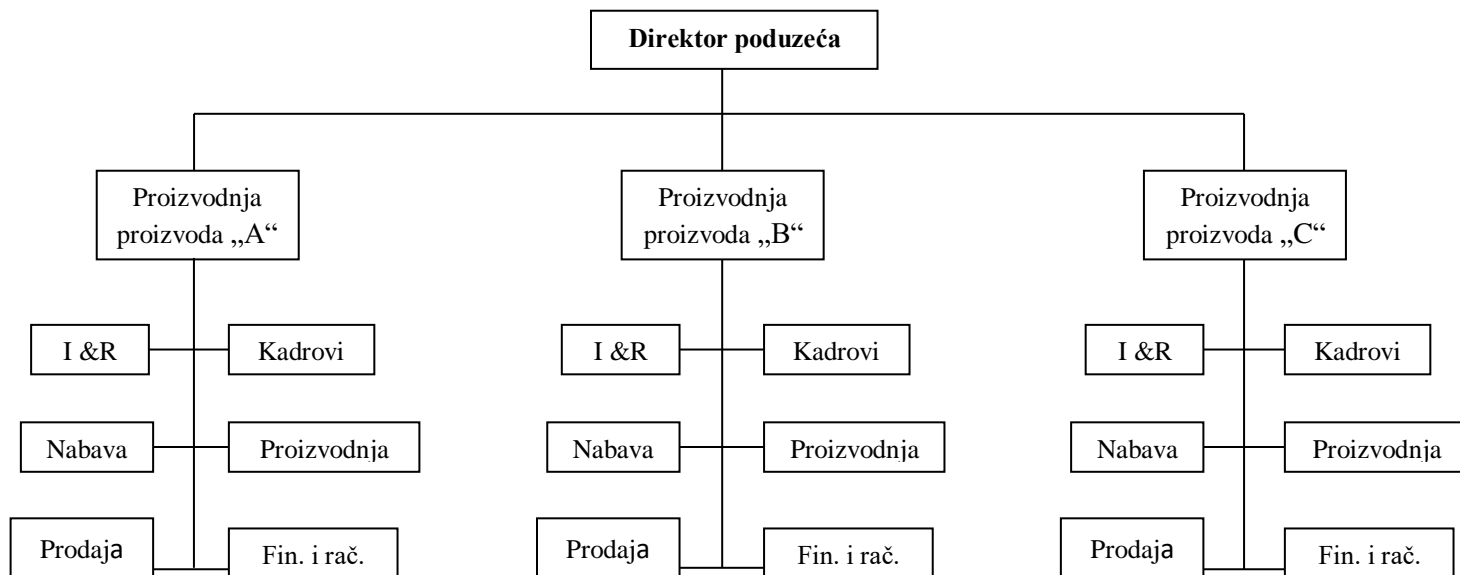 Direktor poduzeća
Proizvodnja
proizvoda „A“
Proizvodnja
proizvoda „B“
Proizvodnja
proizvoda „C“
I &R
Kadrovi
I &R
Kadrovi
I &R
Kadrovi
Nabava
Proizvodnja
Nabava
Proizvodnja
Nabava
Proizvodnja
Prodaja
Fin. i rač.
Prodaja
Fin. i rač.
Prodaja
Fin. i rač.